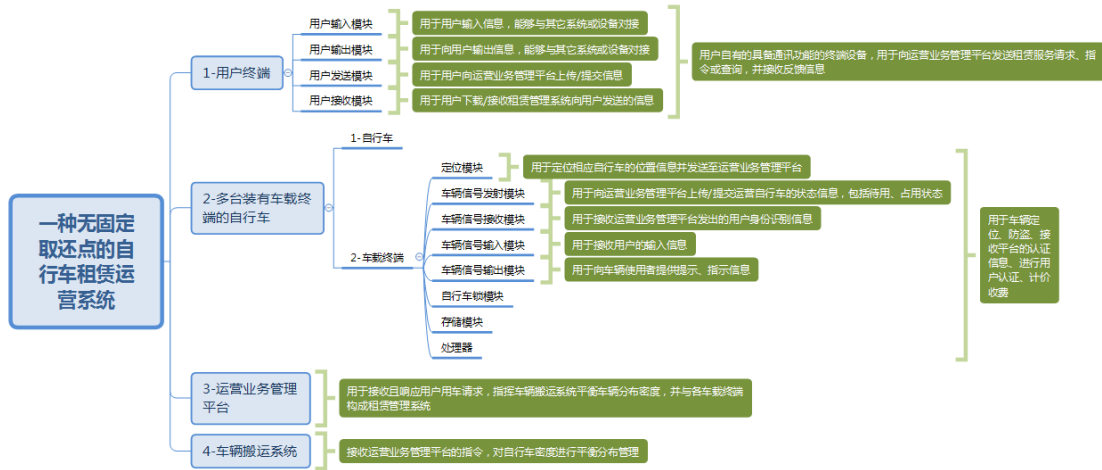 一种无固定
取还点的自
行车租赁运
营系统
1-用户终端
用户输入模块
用于用户输入信息，能够与其它系统或设备对接
用户输出模块
用于向用户输出信息，能够与其它系统或设备对接
用户发送模块
用于用户向运营业务管理平台上传/提交信息
用户接收模块
用于用户下载/接收租赁管理系统向用户发送的信息
用户自有的具备通讯功能的终端设备，用于向运营业务管理平台发送租赁服务请求、指
令或查询，并接收反馈信息
2-多台装有车载终
端的自行车
1-自行车
2-车载终端
定位模块
用于定位相应自行车的位置信息并发送至运营业务管理平台
车辆信号发射模块
用于向运营业务管理平台上传/提交运营自行车的状态信息，包括待用、占用状态
车辆信号接收模块
用于接收运营业务管理平台发出的用户身份识别信息
车辆信号输入模块
用于接收用户的输入信息
车辆信号输出模块
用于向车辆使用者提供提示、指示信息
自行车锁模块
存储模块
处理器
用于车辆定
位、防盗、接
收平台的认证
信息、进行用
户认证、计价
收费
3-运营业务管理
平台
用于接收且响应用户用车请求，指挥车辆搬运系统平衡车辆分布密度，并与各车载终端
构成租赁管理系统
4-车辆搬运系统
接收运营业务管理平台的指令，对自行车密度进行平衡分布管理